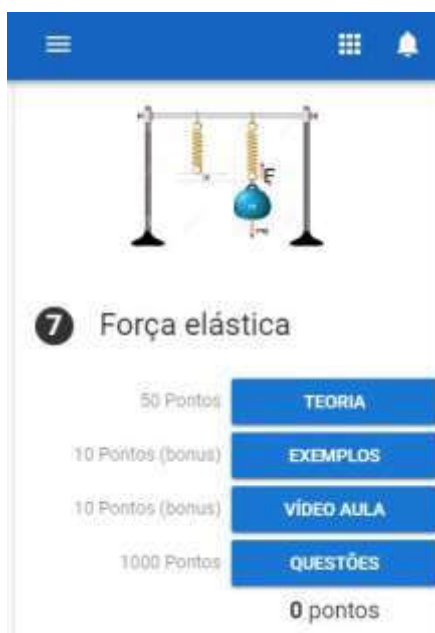 F
7 Força elástica
50 Pontos TEORIA
10 Pontos (bonus) EXEMPLOS
10 Pontos (bonus) VÍDEO AULA
1000 Pontos QUESTÕES
0 pontos